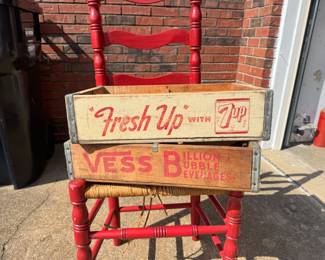 "Fresh Up" WITH 7up
VESS BILLION
BUBBLE
BEVERAGES